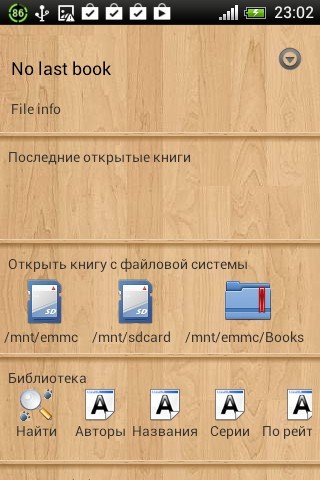 86 23:02
No last book
File info
Последние открытые книги
Открыть книгу с файловой системы
SD SD
/mnt/emmc /mnt/sdcard /mnt/emmc/Books
Библиотека
A A A A
Найти Авторы Названия Серии По рейт